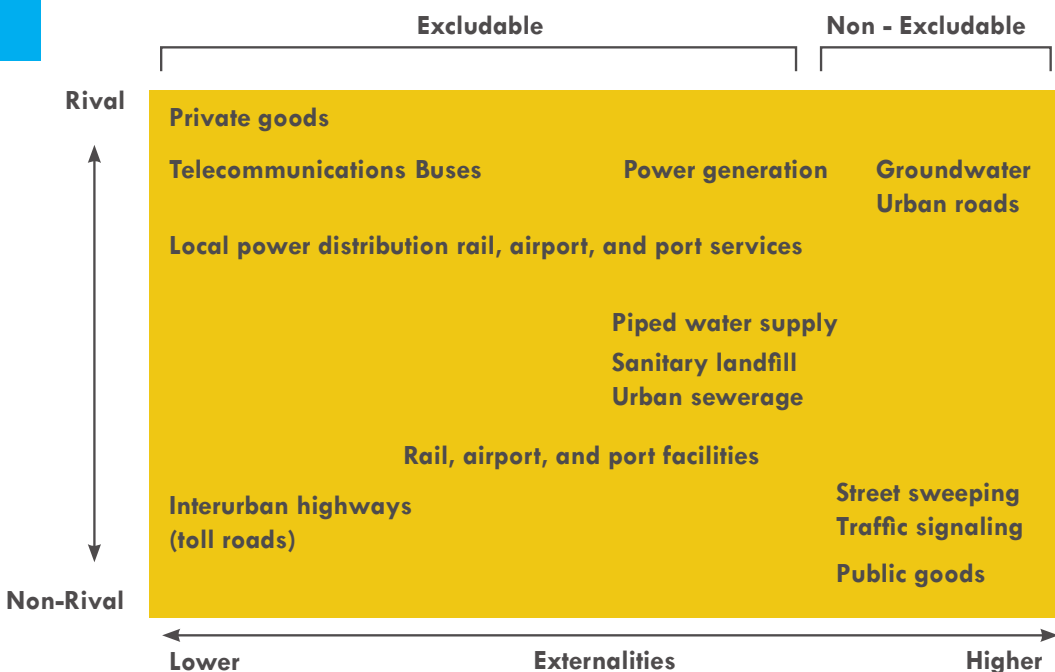 Excludable Non - Excludable
Rival
Private goods
Telecommunications Buses Power generation Groundwater
Urban roads
Local power distribution rail, airport, and port services
Piped water supply
Sanitary landfill
Urban sewerage
Rail, airport, and port facilities
Interurban highways
(toll roads)
Street sweeping
Traffic signaling
Public goods
Non-Rival
Lower Externalities Higher